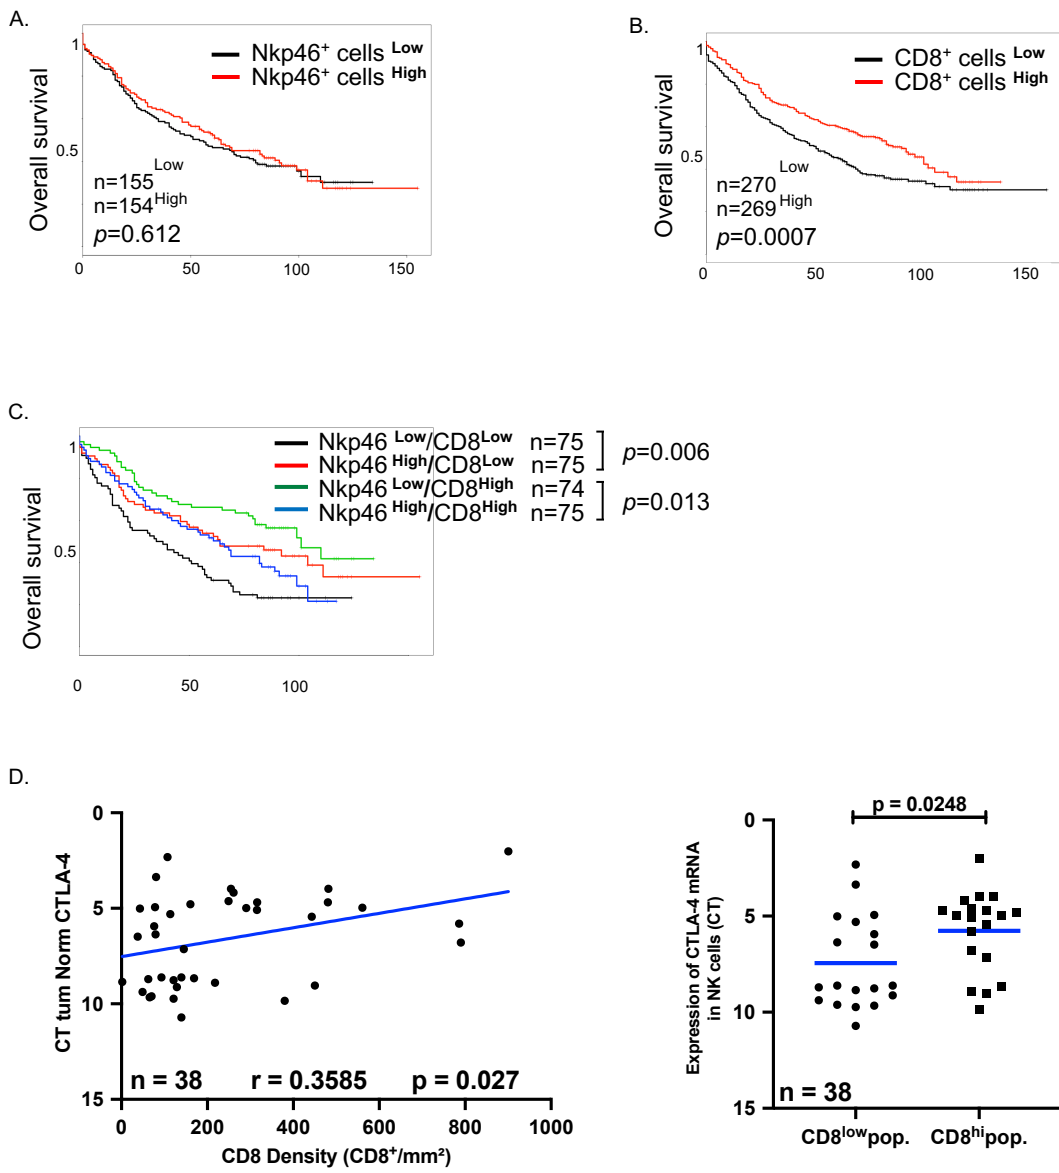 A.
1
Nkp46+ cells Low
Nkp46+ cells High
Overall survival
0.5
n=155 Low
n=154 High
p=0.612
0 50 100 150
B.
1
CD8+ cells Low
CD8+ cells High
Overall survival
0.5
n=270 Low
n=269 High
p=0.0007
0 50 100 150
C.
1
Nkp46 Low/CD8Low n=75
Nkp46 High/CD8Low n=75
p=0.006
Nkp46 Low/CD8High n=74
Nkp46 High/CD8High n=75
p=0.013
Overall survival
0.5
0 50 100
D.
CT tum Norm CTLA-4
0
5
10
15
n = 38 r = 0.3585 p = 0.027
0 200 400 600 800 1000
CD8 Density (CD8+/mm²)
p = 0.0248
Expression of CTLA-4 mRNA
in NK cells (CT)
0
5
10
15
n = 38
CD8lowpop. CD8hipop.